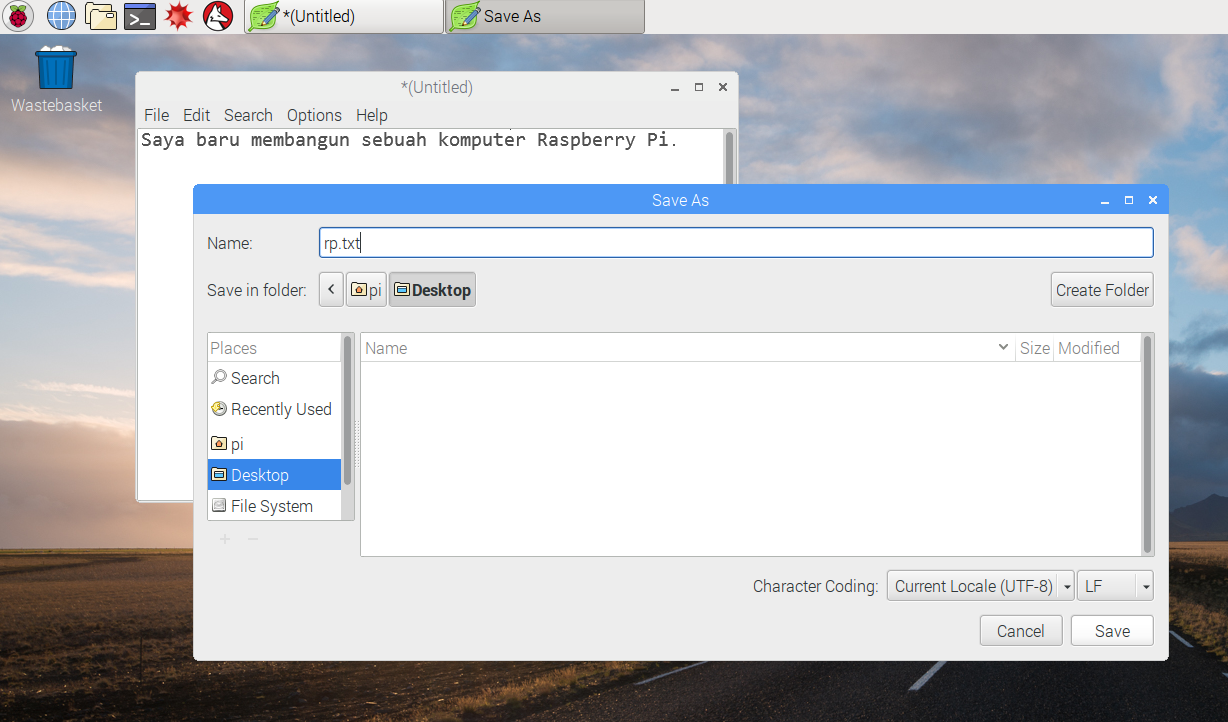 *(Untitled)
Save As
Wastebasket
*(Untitled)
File Edit Search Options Help
Saya baru membangun sebuah komputer Raspberry Pi.
Save As
Name: rp.txt
Save in folder: pi Desktop Create Folder
Places
Search
Recently Used
pi
Desktop
File System
Name Size Modified
Character Coding: Current Locale (UTF-8) LF
Cancel Save